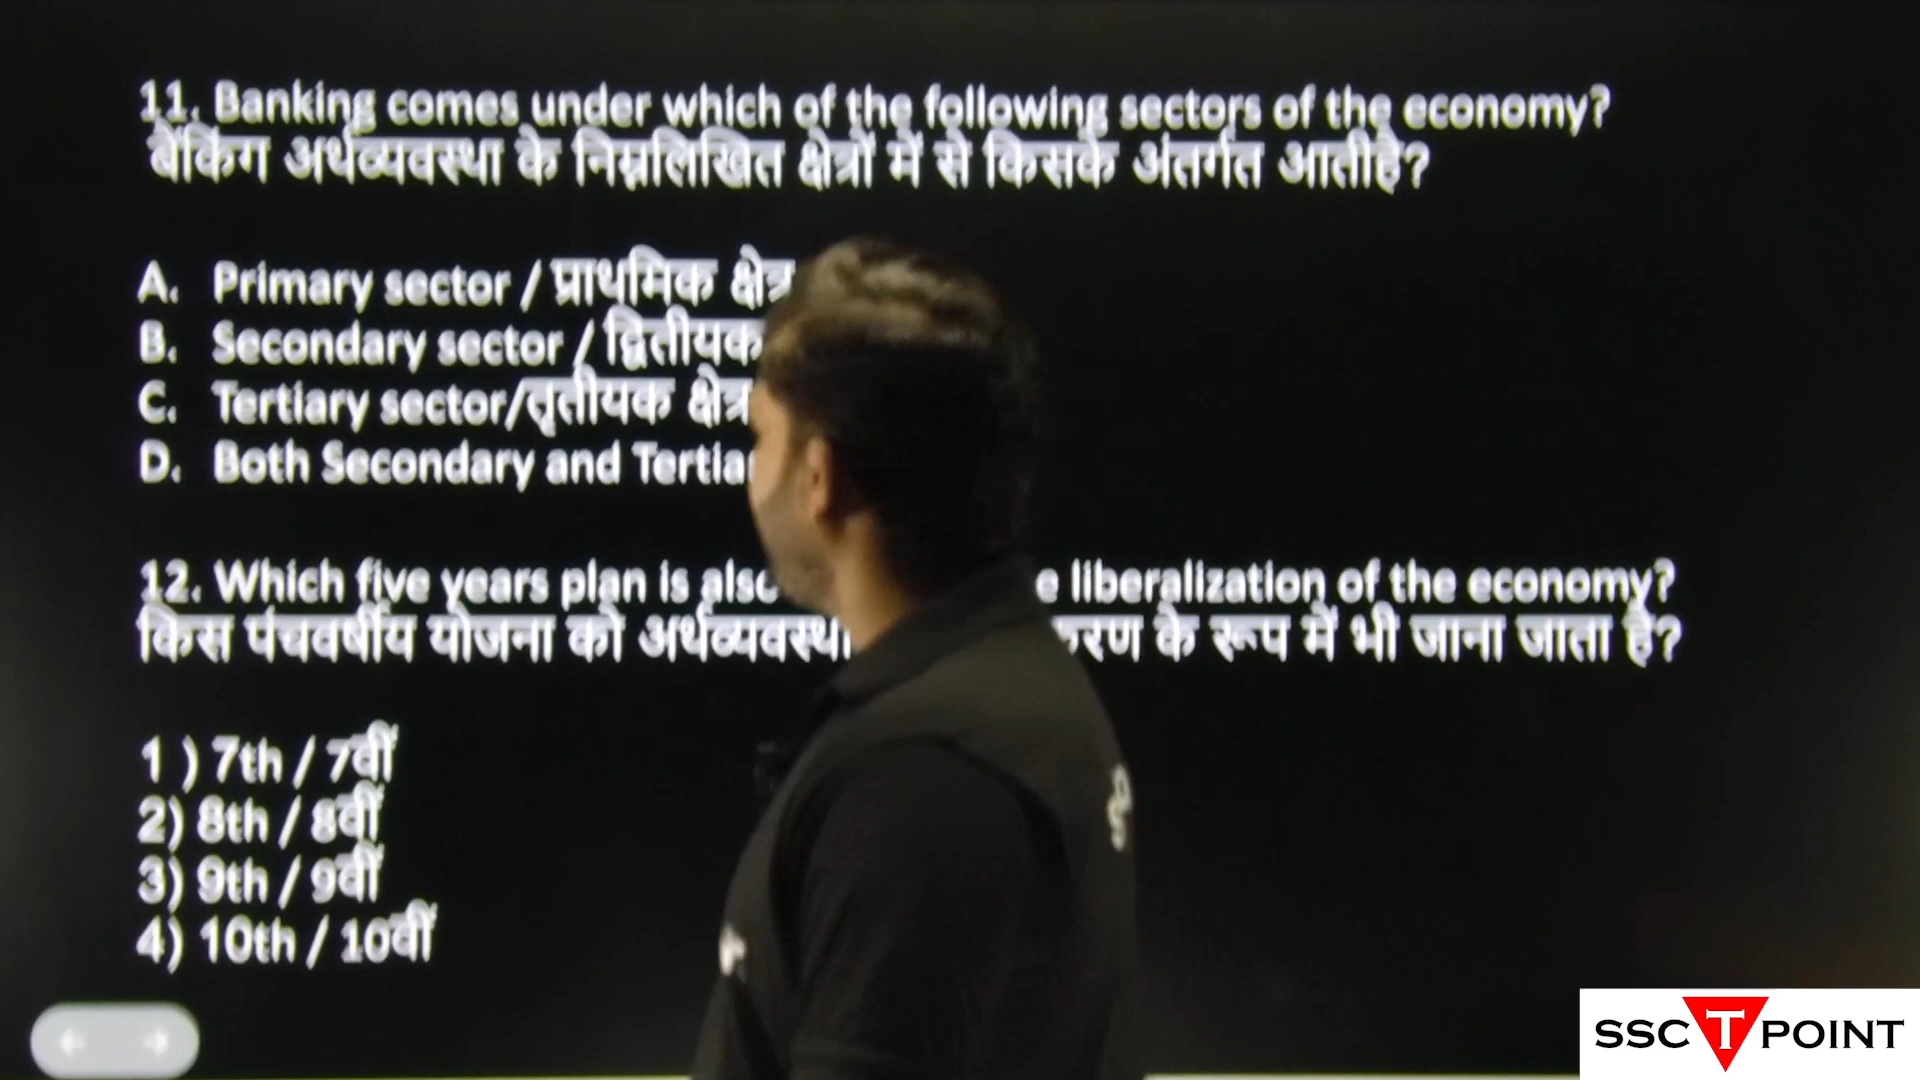 11. Banking comes under which of the following sectors of the economy?
बैंकिंग अर्थव्यवस्था के निम्नलिखित क्षेत्रों में से किसके अंतर्गत आतीहै?
A. Primary sector / प्राथमिक क्षेत्र
B. Secondary sector / द्वितीयक
C. Tertiary sector/तृतीयक क्षेत्र
D. Both Secondary and
12. Which five years plan is liberalization of the economy?
किस पंचवर्षीय योजना को के रूप में भी जाना जाता है?
1 ) 7th / 7वीं
2) 8th / 8वीं
3) 9th / 9वीं
4) 10th / 10वीं
SSC T POINT